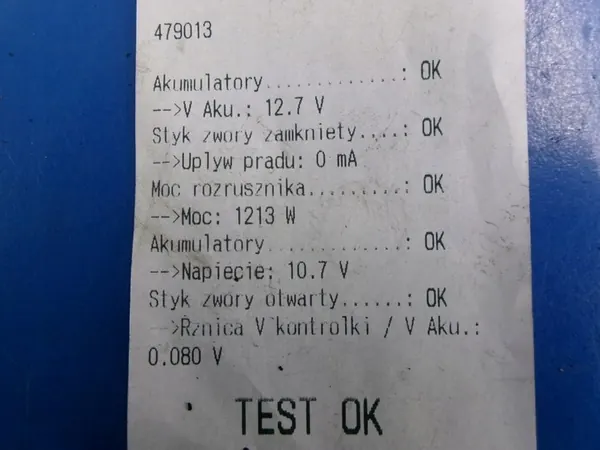 479013
Akumulatory.............: OK
-->V Aku.: 12.7 V
Styk zwory zamkniety....: OK
-->Uplyw pradu: 0 mA
Moc rozrusznika.........: OK
-->Moc: 1213 W
Akumulatory.............: OK
-->Napiecie: 10.7 V
Styk zwory otwarty......: OK
-->Rznica V kontrolki / V Aku.:
0.080 V
TEST OK